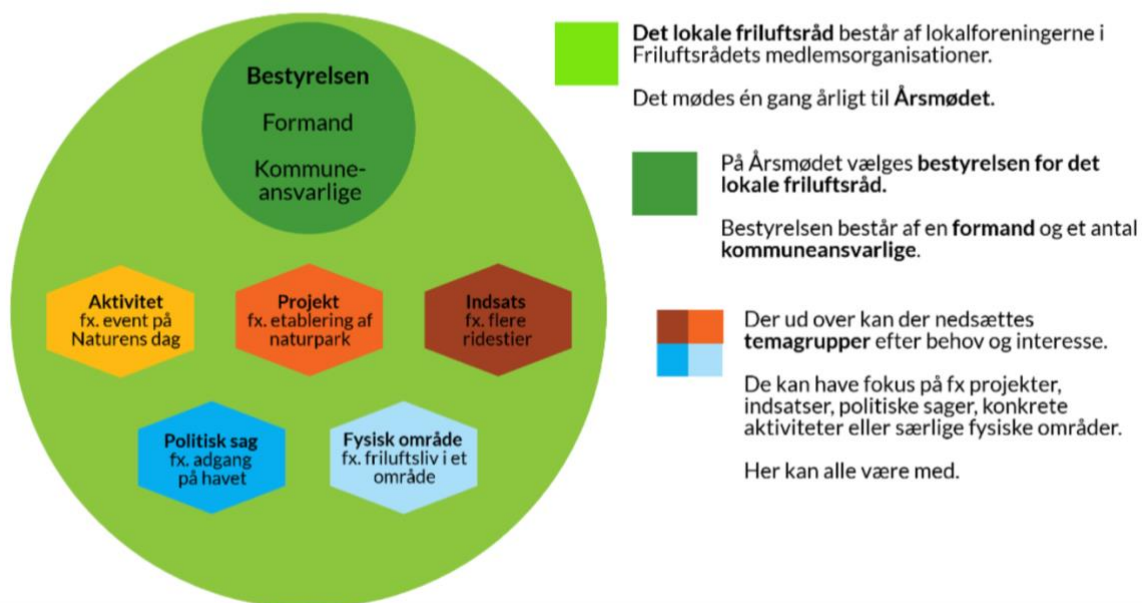 Bestyrelsen
Formand
Kommune-
ansvarlige
Aktivitet
fx. event på
Naturens dag
Projekt
fx. etablering af
naturpark
Indsats
fx. flere
ridestier
Politisk sag
fx. adgang
på havet
Fysisk område
fx. friluftsliv i et
område
Det lokale friluftsråd består af lokalforeningerne i
Friluftsrådets medlemsorganisationer.
Det mødes én gang årligt til Årsmødet.
På Årsmødet vælges bestyrelsen for det
lokale friluftsråd.
Bestyrelsen består af en formand og et antal
kommuneansvarlige.
Der ud over kan der nedsættes
temagrupper efter behov og interesse.
De kan have fokus på fx projekter,
indsatser, politiske sager, konkrete
aktiviteter eller særlige fysiske områder.
Her kan alle være med.